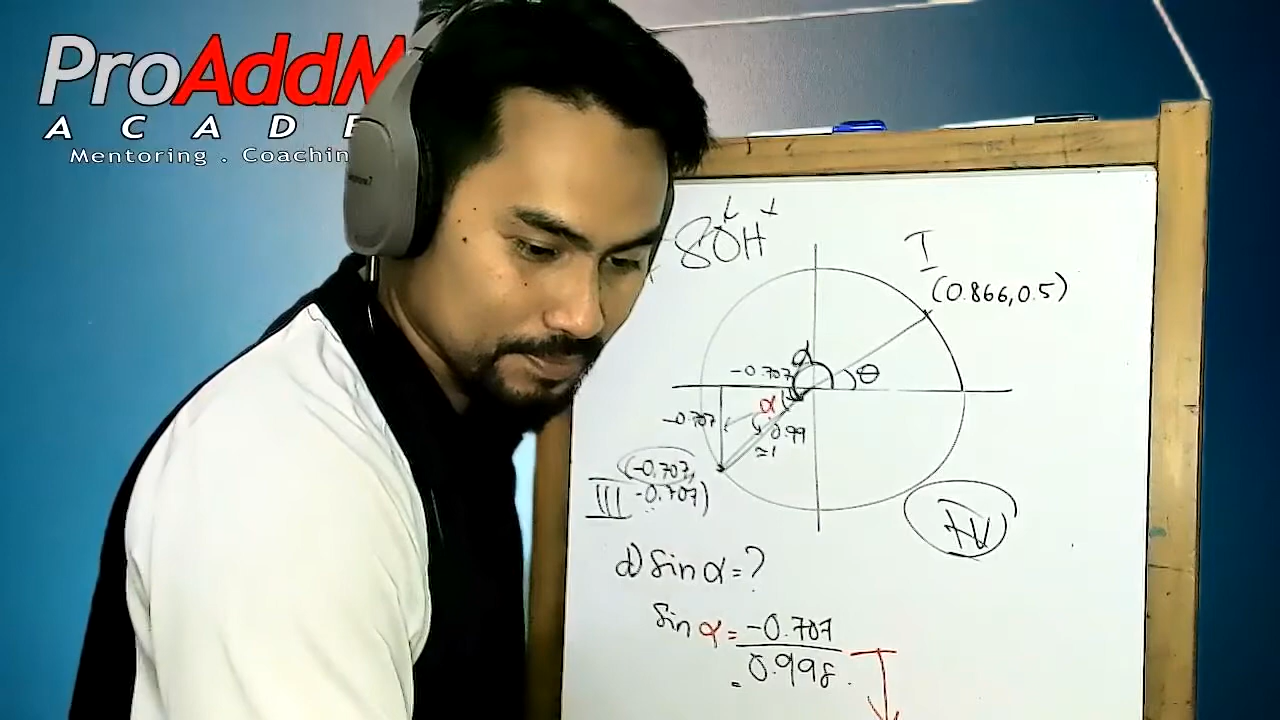 ProAddM
ACADE
Mentoring . Coachin
SOH
I
(0.866,0.5)
α
-0.707
θ
-0.707
α
0.99
≈1
(-0.707,
III -0.707)
IV
d) Sin α = ?
Sin α = -0.707
0.998